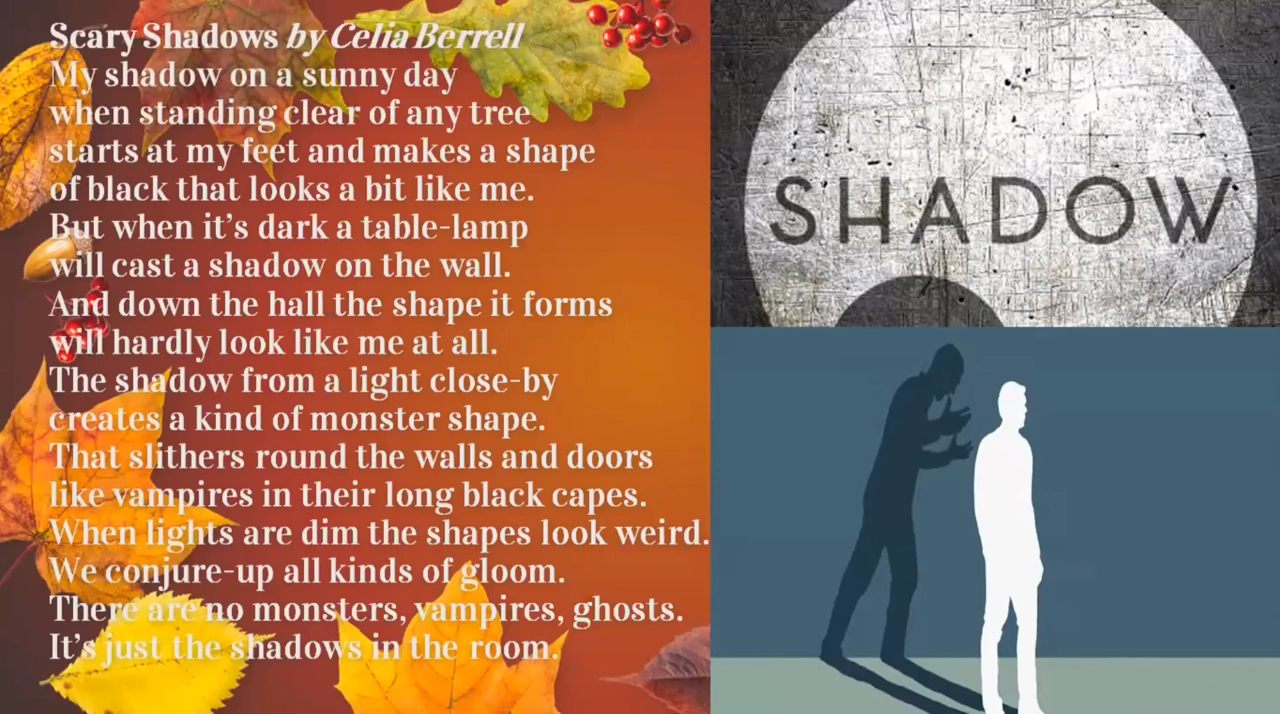 Scary Shadows by Celia Berrell
My shadow on a sunny day
when standing clear of any tree
starts at my feet and makes a shape
of black that looks a bit like me.
But when it’s dark a table-lamp
will cast a shadow on the wall.
And down the hall the shape it forms
will hardly look like me at all.
The shadow from a light close-by
creates a kind of monster shape.
That slithers round the walls and doors
like vampires in their long black capes.
When lights are dim the shapes look weird.
We conjure-up all kinds of gloom.
There are no monsters, vampires, ghosts.
It’s just the shadows in the room.
SHADOW